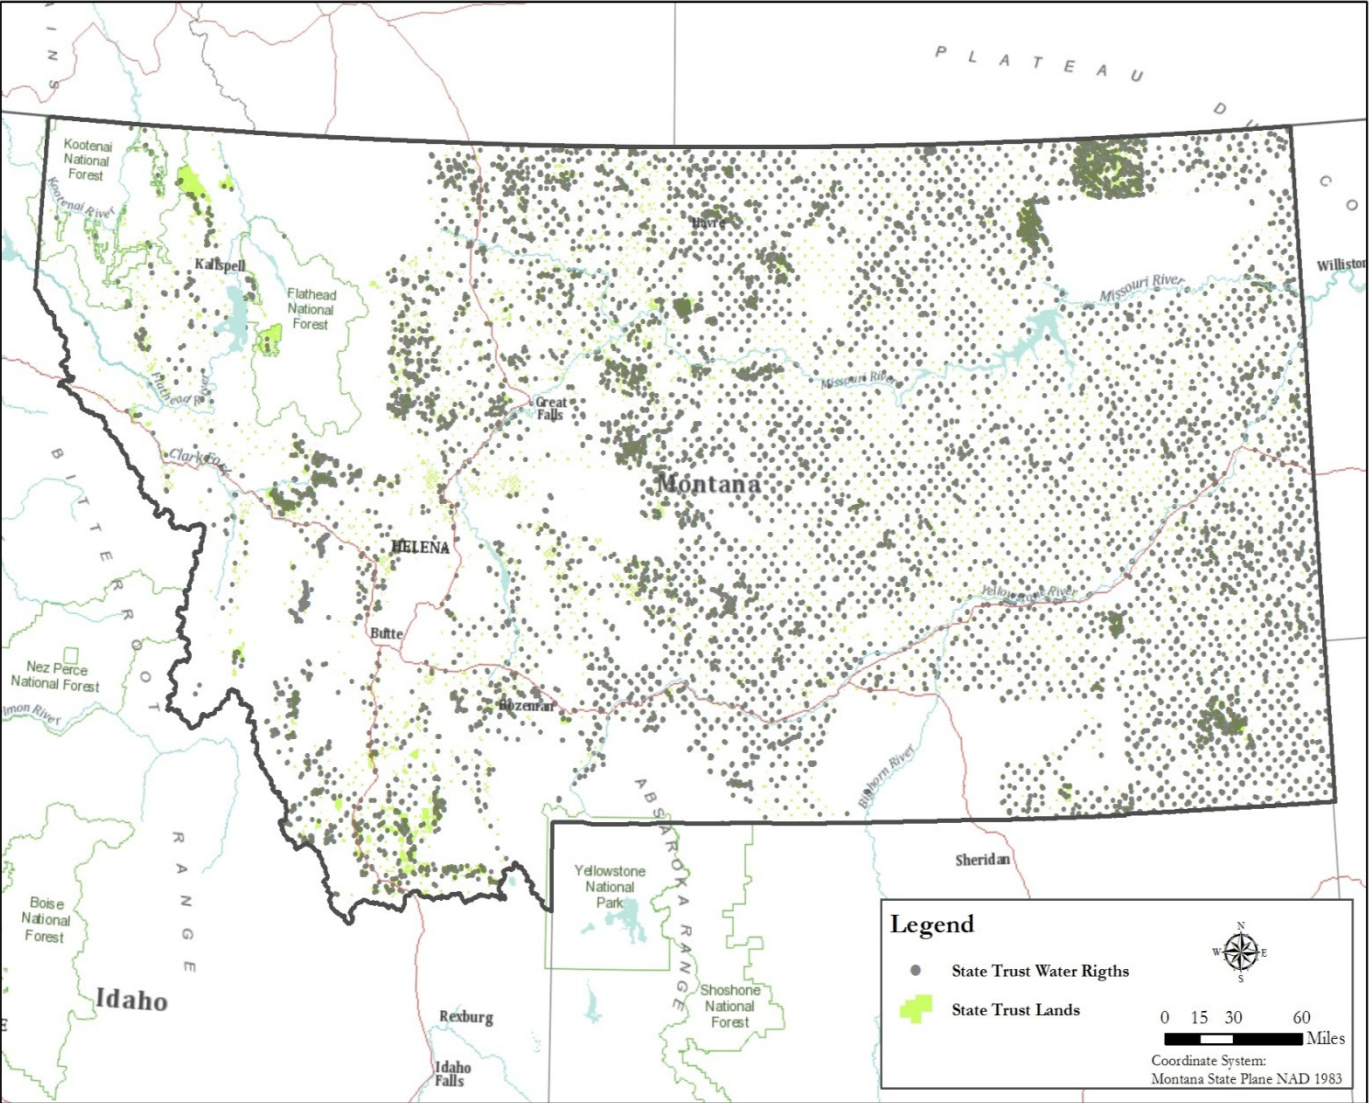 A I N S
P L A T E A U D U
C O
Kootenai
National
Forest
Kootenai River
Kalispell
Flathead
National
Forest
Flathead River
Havre
Williston
Missouri River
Missouri River
Great
Falls
Clark Fork
Montana
HELENA
Yellowstone River
Butte
Bozeman
Bighorn River
BITTERROOT
RANGE
Nez Perce
National Forest
lmon River
ABSAROKA RANGE
Yellowstone
National
Park
Sheridan
Boise
National
Forest
Idaho
E
Shoshone
National
Forest
Rexburg
Idaho
Falls
Legend
State Trust Water Rigths
State Trust Lands
N
W E
S
0 15 30 60
Miles
Coordinate System:
Montana State Plane NAD 1983